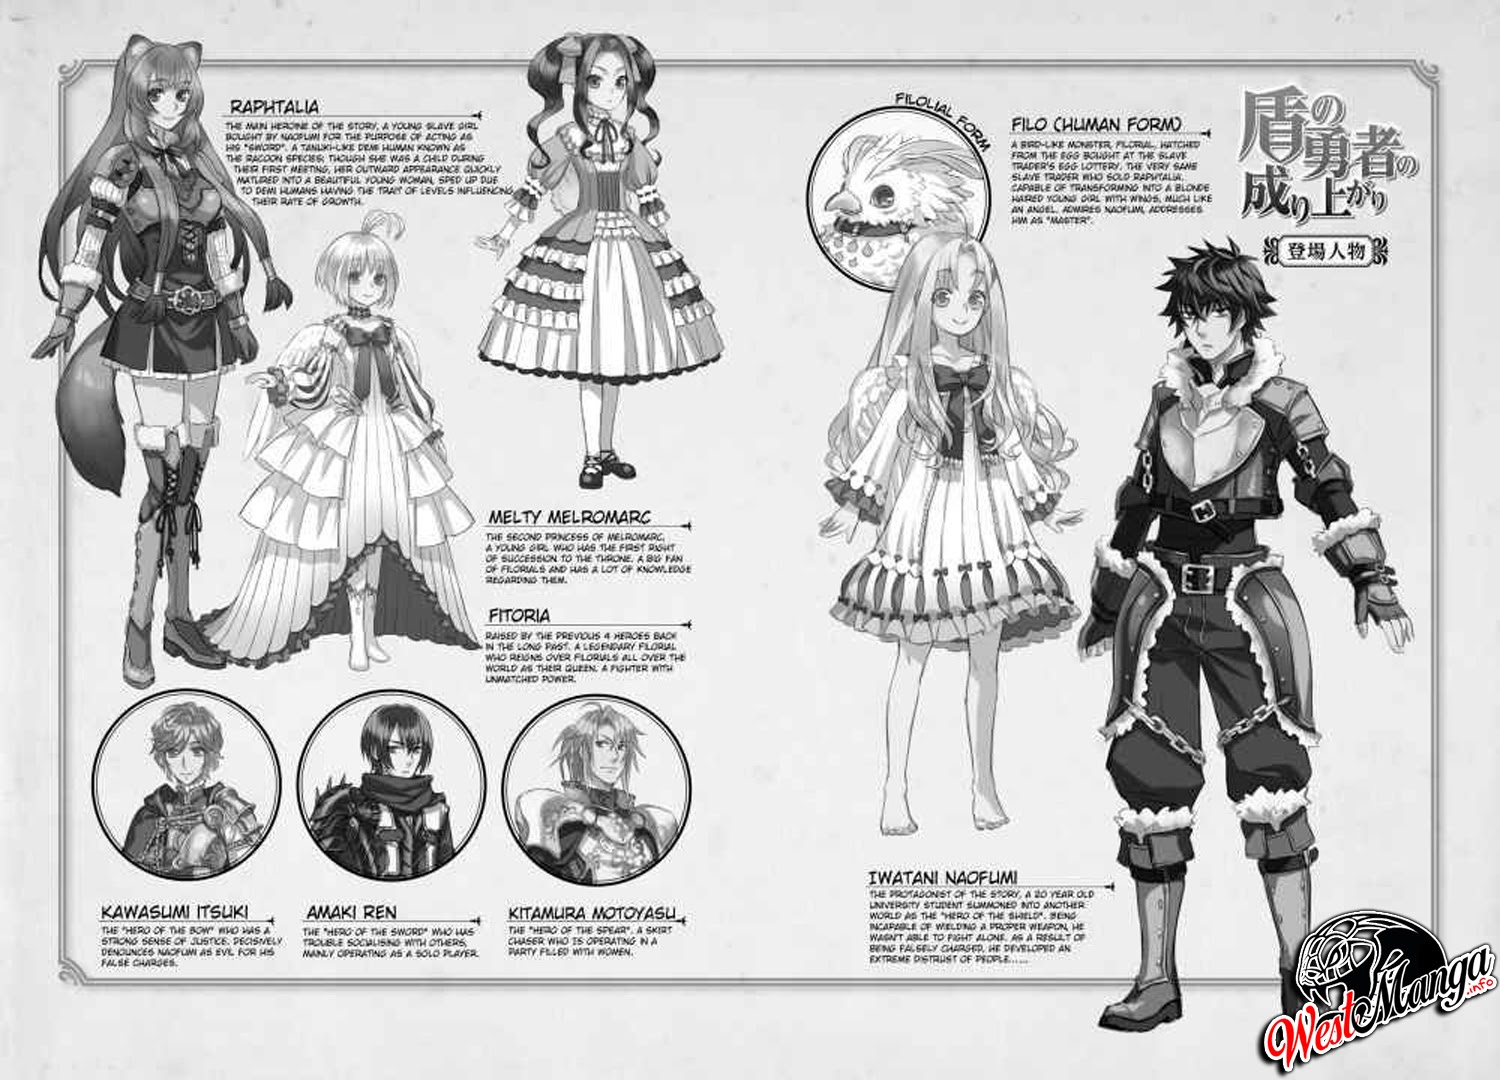 RAPHTALIA
THE MAIN HEROINE OF THE STORY, A YOUNG SLAVE GIRL
BOUGHT BY NAOFUMI FOR THE PURPOSE OF ACTING AS
HIS "SWORD". A TANUKI-LIKE DEMI HUMAN KNOWN AS
THE RACOON SPECIES; THOUGH SHE WAS A CHILD DURING
THEIR FIRST MEETING, HER OUTWARD APPEARANCE QUICKLY
MATURED INTO A BEAUTIFUL YOUNG WOMAN, SPED UP DUE
TO DEMI HUMANS HAVING THE TRAIT OF LEVELS INFLUENCING
THEIR RATE OF GROWTH.
MELTY MELROMARC
THE SECOND PRINCESS OF MELROMARC,
A YOUNG GIRL WHO HAS THE FIRST RIGHT
OF SUCCESSION TO THE THRONE. A BIG FAN
OF FILORIALS AND HAS A LOT OF KNOWLEDGE
REGARDING THEM.
FITORIA
RAISED BY THE PREVIOUS 4 HEROES BACK
IN THE LONG PAST. A LEGENDARY FILORIAL
WHO REIGNS OVER FILORIALS ALL OVER THE
WORLD AS THEIR QUEEN. A FIGHTER WITH
UNMATCHED POWER.
KAWASUMI ITSUKI
THE "HERO OF THE BOW" WHO HAS A
STRONG SENSE OF JUSTICE. DECISIVELY
DENOUNCES NAOFUMI AS EVIL FOR HIS
FALSE CHARGES.
AMAKI REN
THE "HERO OF THE SWORD" WHO HAS
TROUBLE SOCIALISING WITH OTHERS,
MAINLY OPERATING AS A SOLO PLAYER.
KITAMURA MOTOYASU
THE "HERO OF THE SPEAR". A SKIRT
CHASER WHO IS OPERATING IN A
PARTY FILLED WITH WOMEN.
FILOLIAL FORM
FILO (HUMAN FORM)
A BIRD-LIKE MONSTER, FILORIAL, HATCHED
FROM THE EGG BOUGHT AT THE SLAVE
TRADER'S EGG LOTTERY. THE VERY SAME
SLAVE TRADER WHO SOLD RAPHTALIA.
CAPABLE OF TRANSFORMING INTO A BLONDE
HAIRED YOUNG GIRL WITH WINGS, MUCH LIKE
AN ANGEL. ADMIRES NAOFUMI, ADDRESSES
HIM AS "MASTER".
盾の勇者の
成り上がり
登場人物
IWATANI NAOFUMI
THE PROTAGONIST OF THE STORY, A 20 YEAR OLD
UNIVERSITY STUDENT SUMMONED INTO ANOTHER
WORLD AS THE "HERO OF THE SHIELD". BEING
INCAPABLE OF WIELDING A PROPER WEAPON, HE
WASN'T ABLE TO FIGHT ALONE. AS A RESULT OF
BEING FALSELY CHARGED, HE DEVELOPED AN
EXTREME DISTRUST OF PEOPLE......
WestManga.info